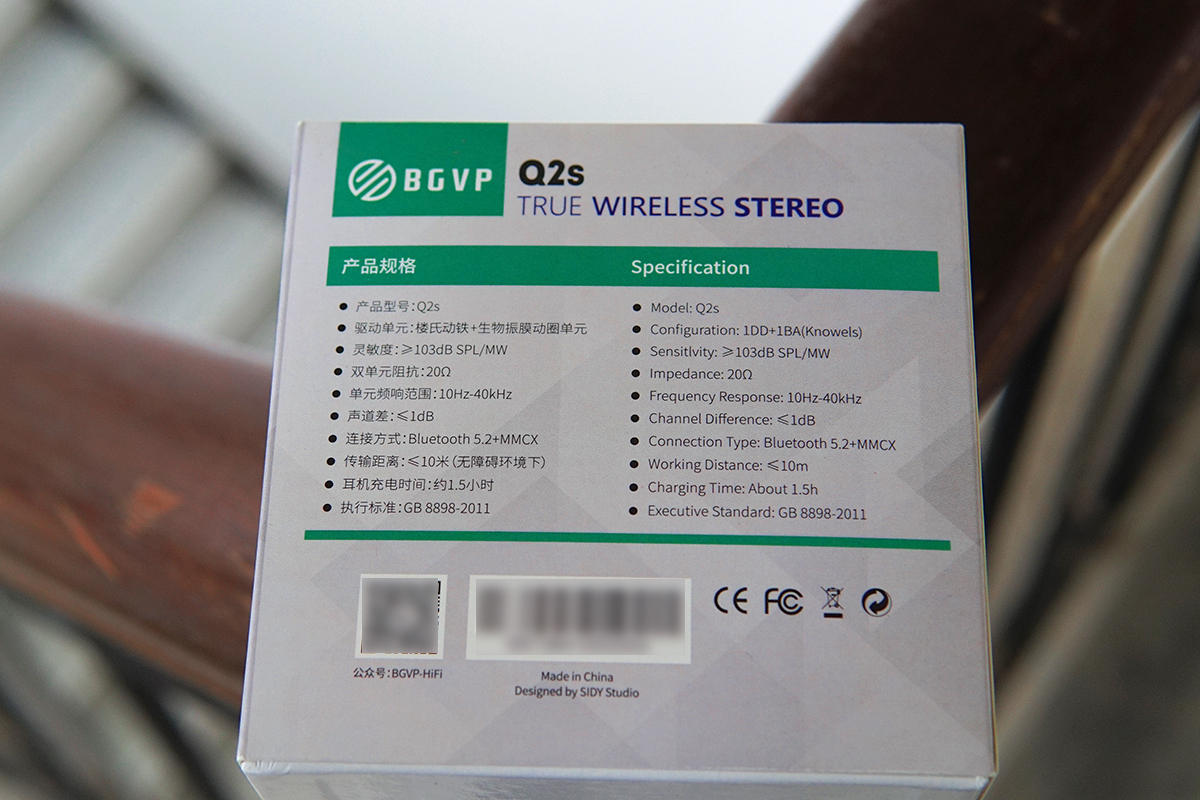 BGVP
Q2s
TRUE WIRELESS STEREO
产品规格
产品型号：Q2s
驱动单元：楼氏动铁+生物振膜动圈单元
灵敏度：≥103dB SPL/MW
双单元阻抗：20Ω
单元频响范围：10Hz-40kHz
声道差：≤1dB
连接方式：Bluetooth 5.2+MMCX
传输距离：≤10米（无障碍环境下）
耳机充电时间：约1.5小时
执行标准：GB 8898-2011
Specification
Model: Q2s
Configuration: 1DD+1BA(Knowels)
Sensitlvity: ≥103dB SPL/MW
Impedance: 20Ω
Frequency Response: 10Hz-40kHz
Channel Difference: ≤1dB
Connection Type: Bluetooth 5.2+MMCX
Working Distance: ≤10m
Charging Time: About 1.5h
Executive Standard: GB 8898-2011
CE FC
公众号：BGVP-HiFi
Made in China
Designed by SIDY Studio